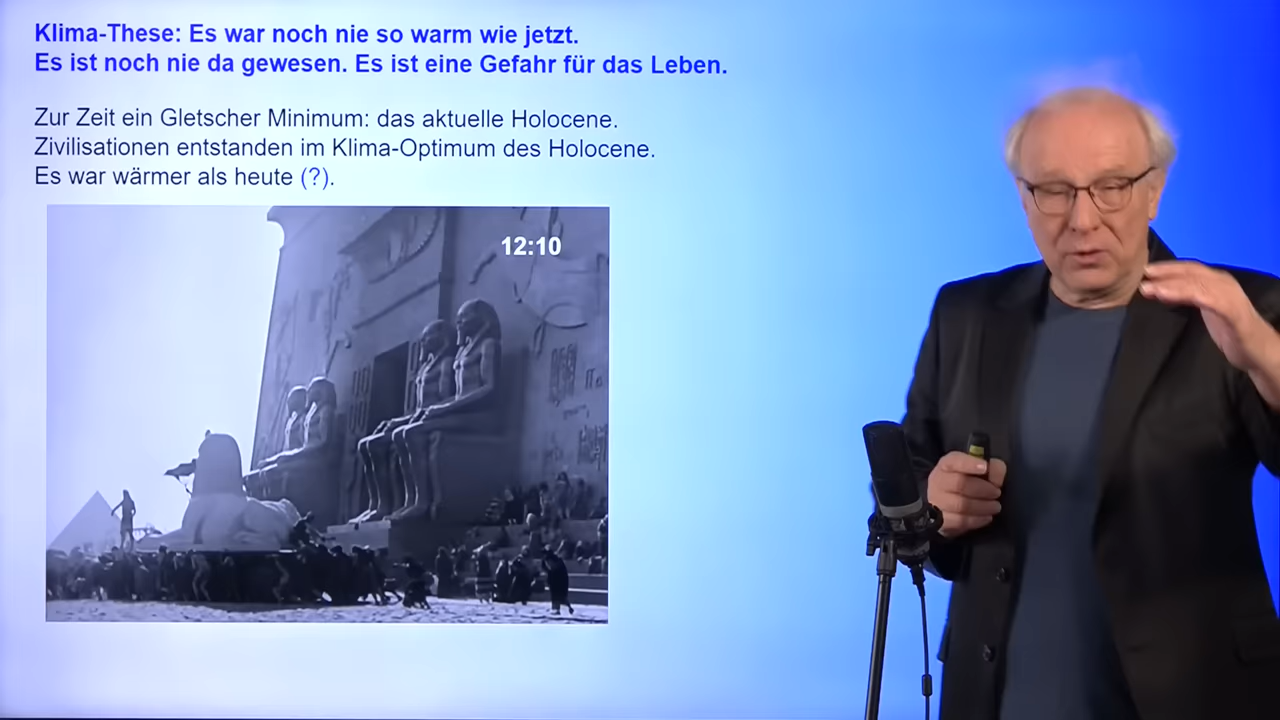 Klima-These: Es war noch nie so warm wie jetzt.
Es ist noch nie da gewesen. Es ist eine Gefahr für das Leben.
Zur Zeit ein Gletscher Minimum: das aktuelle Holocene.
Zivilisationen entstanden im Klima-Optimum des Holocene.
Es war wärmer als heute (?).
12:10